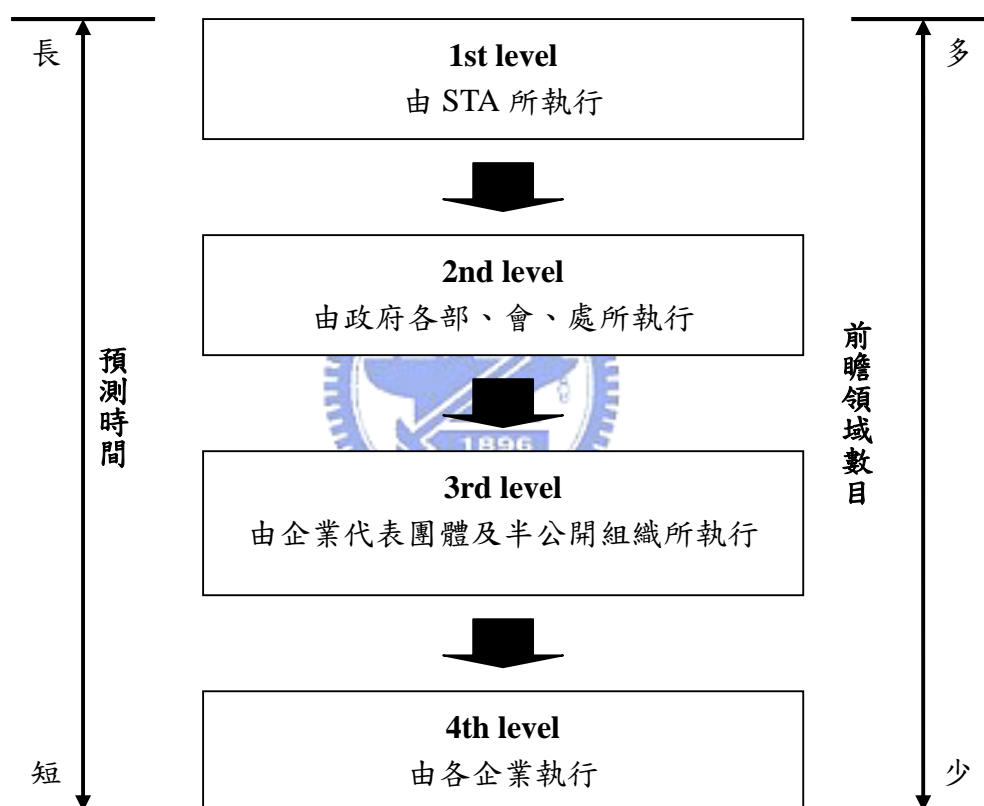 長
多
1st level
由 STA 所執行
2nd level
由政府各部、會、處所執行
預測時間
前瞻領域數目
1896
3rd level
由企業代表團體及半公開組織所執行
4th level
由各企業執行
短
少